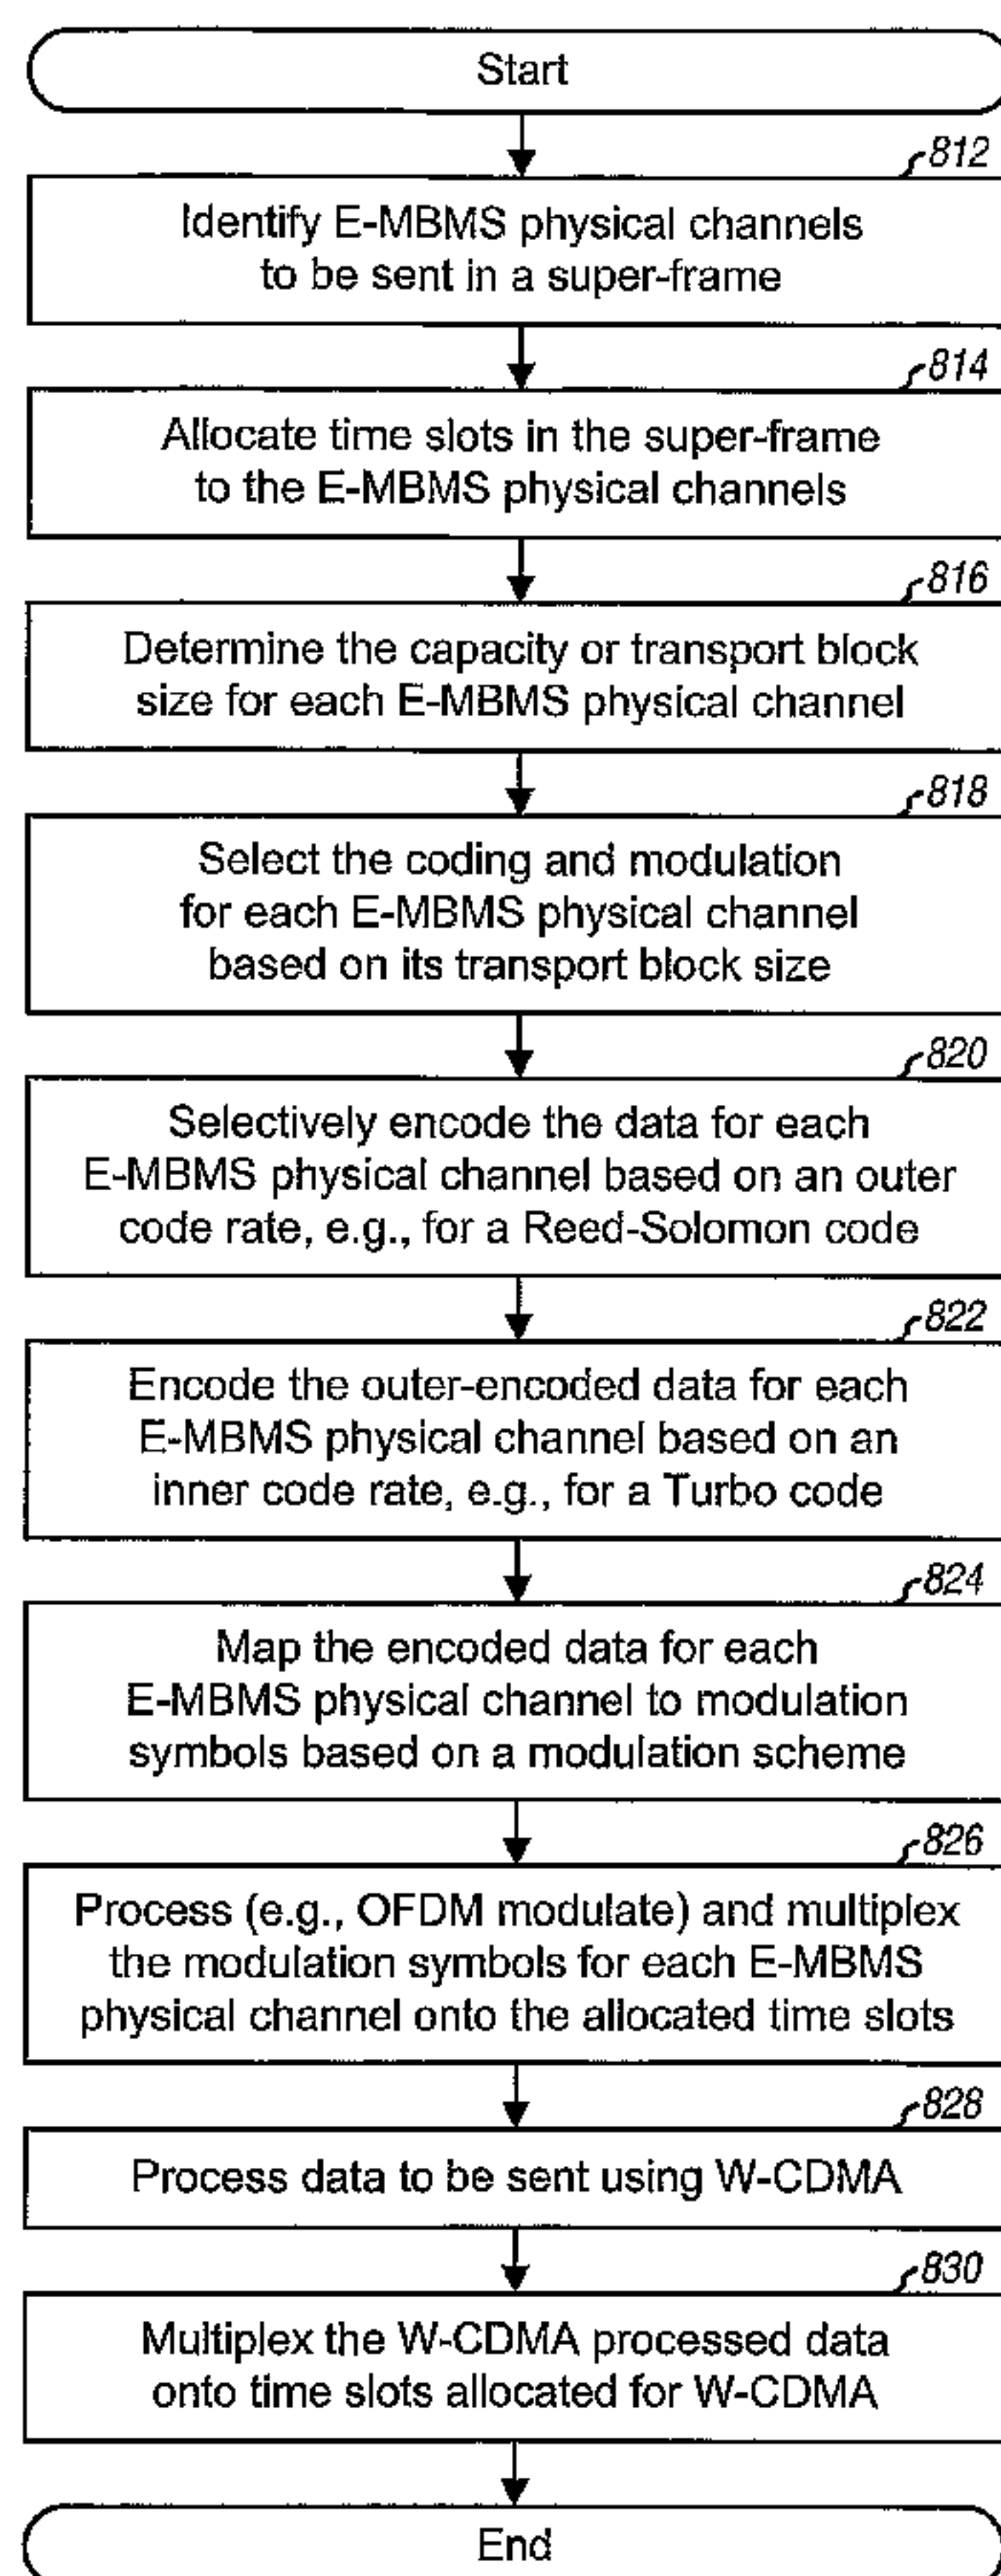 Start
812
Identify E-MBMS physical channels
to be sent in a super-frame
814
Allocate time slots in the super-frame
to the E-MBMS physical channels
816
Determine the capacity or transport block
size for each E-MBMS physical channel
818
Select the coding and modulation
for each E-MBMS physical channel
based on its transport block size
820
Selectively encode the data for each
E-MBMS physical channel based on an outer
code rate, e.g., for a Reed-Solomon code
822
Encode the outer-encoded data for each
E-MBMS physical channel based on an
inner code rate, e.g., for a Turbo code
824
Map the encoded data for each
E-MBMS physical channel to modulation
symbols based on a modulation scheme
826
Process (e.g., OFDM modulate) and multiplex
the modulation symbols for each E-MBMS
physical channel onto the allocated time slots
828
Process data to be sent using W-CDMA
830
Multiplex the W-CDMA processed data
onto time slots allocated for W-CDMA
End